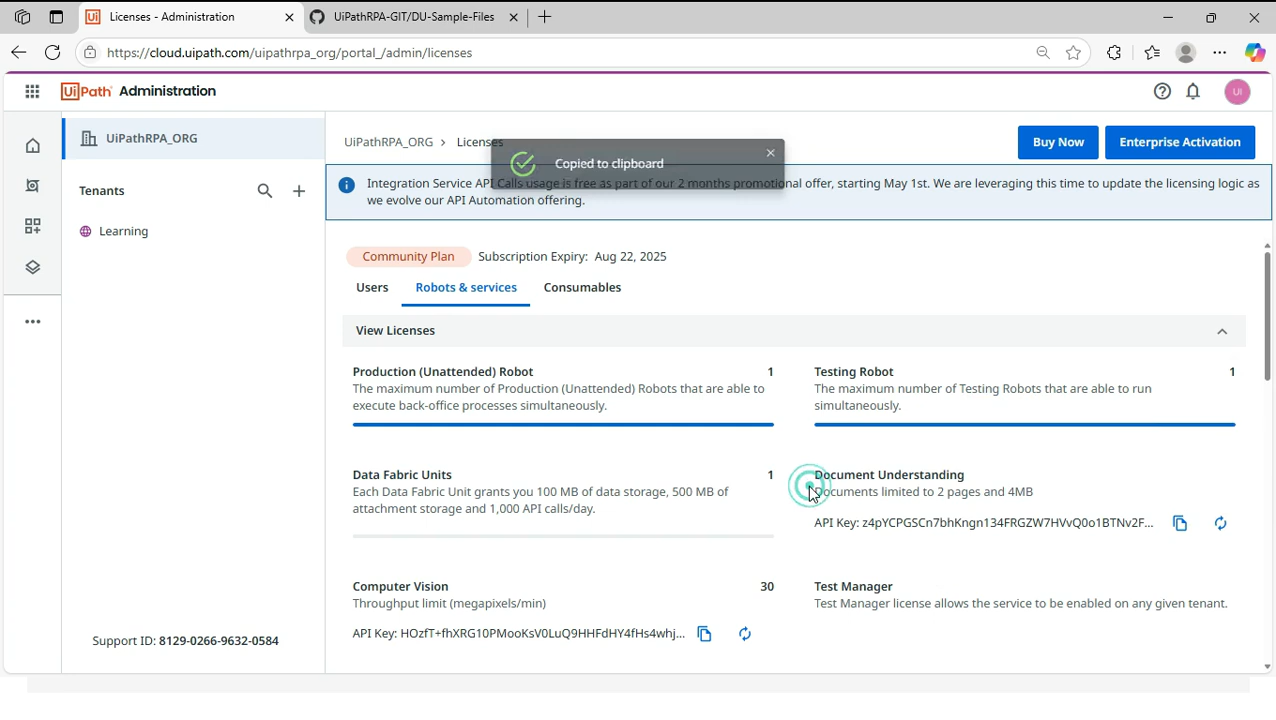 Licenses - Administration
UiPathRPA-GIT/DU-Sample-Files
https://cloud.uipath.com/uipathrpa_org/portal_/admin/licenses
UiPath Administration
UI
UiPathRPA_ORG
Tenants
Learning
Support ID: 8129-0266-9632-0584
UiPathRPA_ORG > Licenses
Buy Now
Enterprise Activation
Copied to clipboard
Integration Service API Calls usage is free as part of our 2 months promotional offer, starting May 1st. We are leveraging this time to update the licensing logic as
we evolve our API Automation offering.
Community Plan Subscription Expiry: Aug 22, 2025
Users Robots & services Consumables
View Licenses
Production (Unattended) Robot 1
The maximum number of Production (Unattended) Robots that are able to
execute back-office processes simultaneously.
Testing Robot 1
The maximum number of Testing Robots that are able to run
simultaneously.
Data Fabric Units 1
Each Data Fabric Unit grants you 100 MB of data storage, 500 MB of
attachment storage and 1,000 API calls/day.
Document Understanding
Documents limited to 2 pages and 4MB
API Key: z4pYCPGSCn7bhKngn134FRGZW7HVvQ0o1BTNv2F...
Computer Vision 30
Throughput limit (megapixels/min)
API Key: HOzfT+fhXRG10PMooKsV0LuQ9HHFdHY4fHs4whj...
Test Manager
Test Manager license allows the service to be enabled on any given tenant.